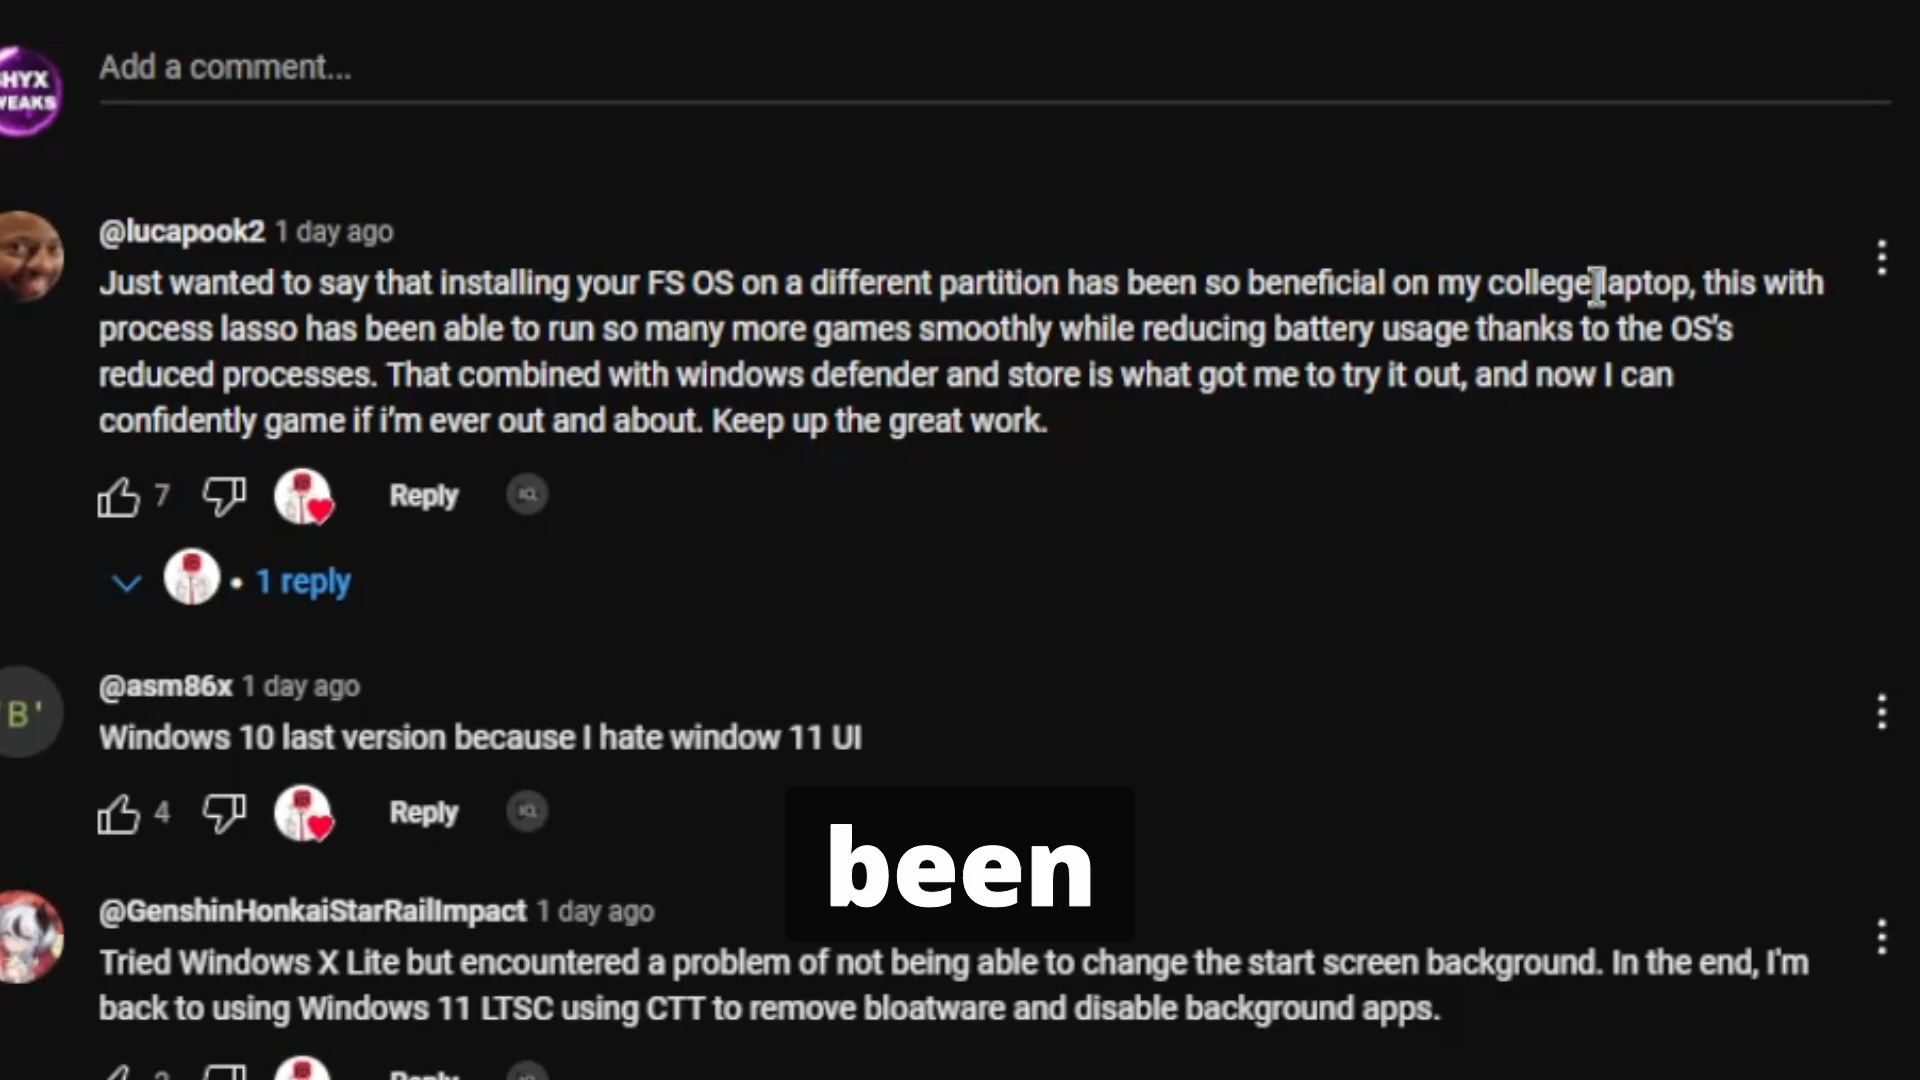 Add a comment...
HYX
WEAKS
@lucapook2 1 day ago
Just wanted to say that installing your FS OS on a different partition has been so beneficial on my college laptop, this with
process lasso has been able to run so many more games smoothly while reducing battery usage thanks to the OS's
reduced processes. That combined with windows defender and store is what got me to try it out, and now I can
confidently game if i'm ever out and about. Keep up the great work.
7 Reply
• 1 reply
@asm86x 1 day ago
'B'
Windows 10 last version because I hate window 11 UI
4 Reply
been
@GenshinHonkaiStarRailImpact 1 day ago
Tried Windows X Lite but encountered a problem of not being able to change the start screen background. In the end, I'm
back to using Windows 11 LTSC using CTT to remove bloatware and disable background apps.
Reply